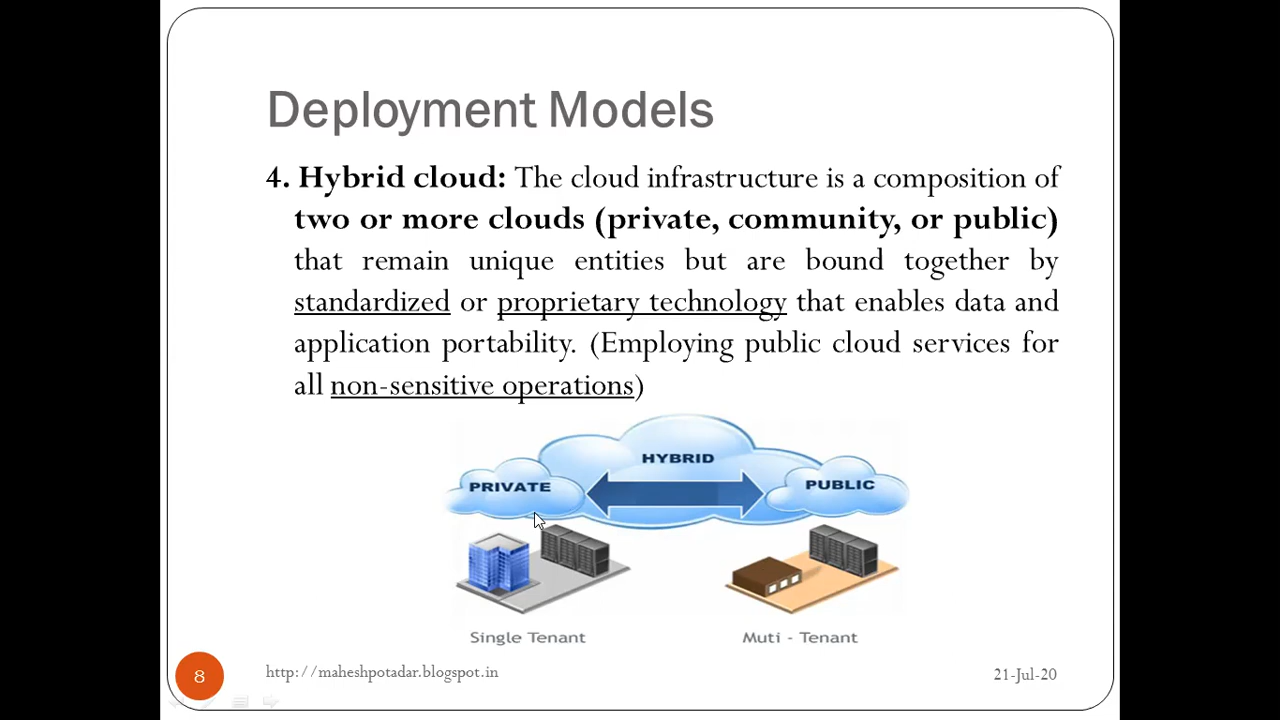 Deployment Models
4. Hybrid cloud: The cloud infrastructure is a composition of
two or more clouds (private, community, or public)
that remain unique entities but are bound together by
standardized or proprietary technology that enables data and
application portability. (Employing public cloud services for
all non-sensitive operations)
HYBRID
PRIVATE
PUBLIC
Single Tenant
Muti - Tenant
8
http://maheshpotadar.blogspot.in
21-Jul-20